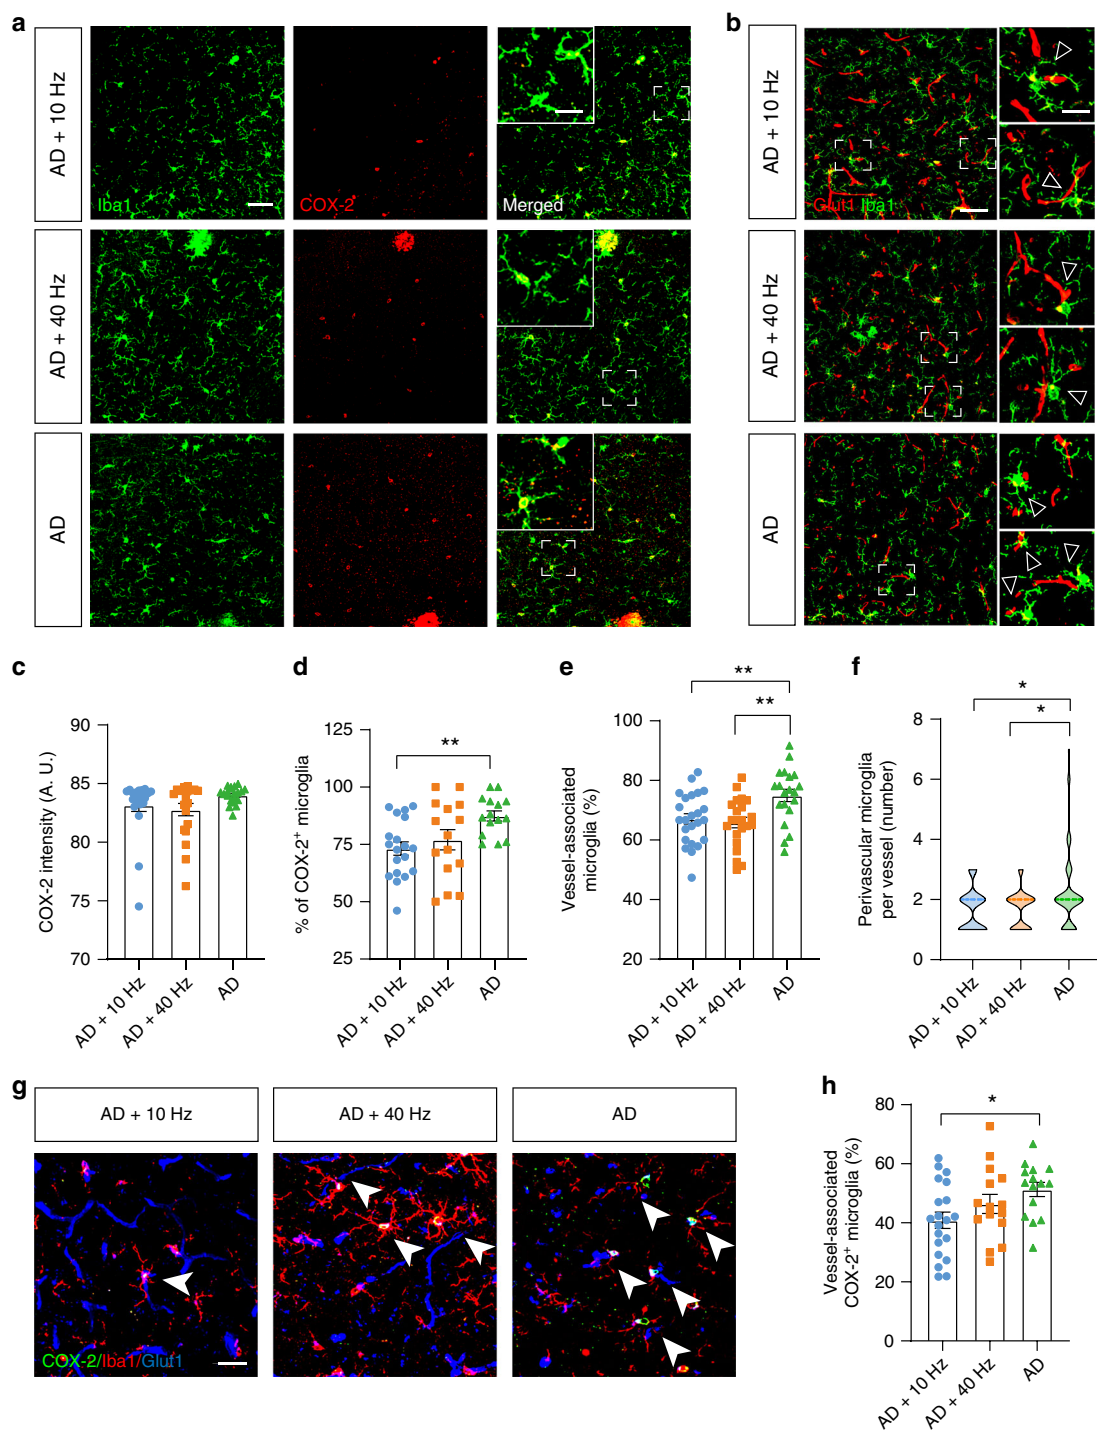 a
b
AD + 10 Hz
Iba1
COX-2
Merged
AD + 10 Hz
Glut1 Iba1
AD + 40 Hz
AD + 40 Hz
AD
AD
c
COX-2 intensity (A. U.)
90
85
80
75
70
AD + 10 Hz
AD + 40 Hz
AD
d
% of COX-2⁺ microglia
125
100
75
50
25
**
AD + 10 Hz
AD + 40 Hz
AD
e
Vessel-associated
microglia (%)
100
80
60
40
20
**
**
AD + 10 Hz
AD + 40 Hz
AD
f
Perivascular microglia
per vessel (number)
8
6
4
2
0
*
*
AD + 10 Hz
AD + 40 Hz
AD
g
AD + 10 Hz
AD + 40 Hz
AD
COX-2/Iba1/Glut1
h
Vessel-associated
COX-2⁺ microglia (%)
80
60
40
20
0
*
AD + 10 Hz
AD + 40 Hz
AD